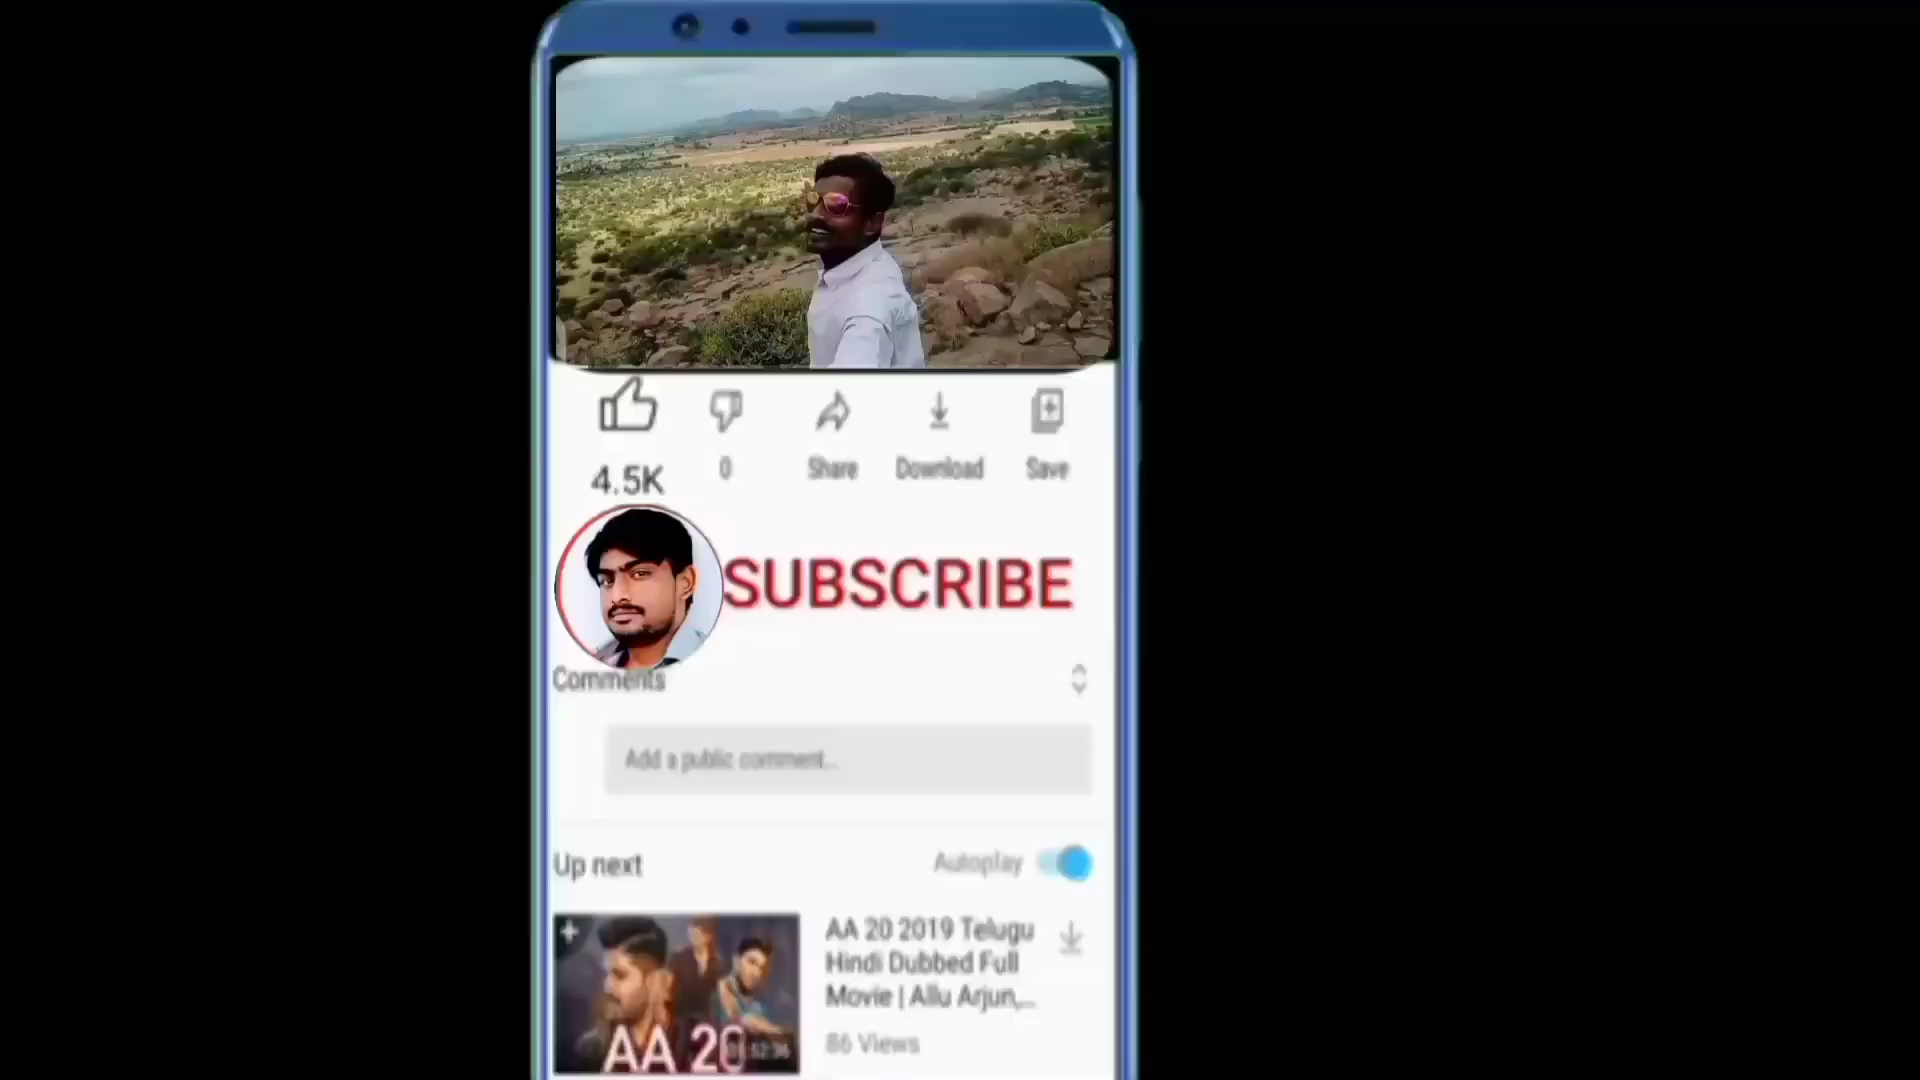 4.5K
0
Share
Download
Save
SUBSCRIBE
Comments
Add a public comment...
Up next
Autoplay
AA 20 2019 Telugu
Hindi Dubbed Full
Movie | Allu Arjun,...
86 Views
AA 20